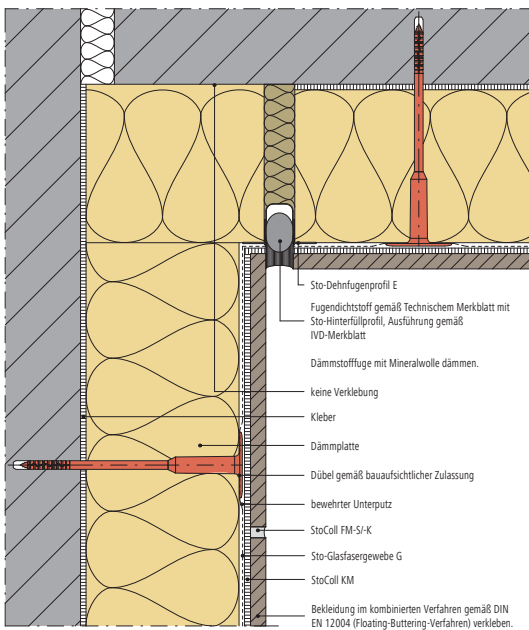 Sto-Dehnfugenprofil E
Fugendichtstoff gemäß Technischem Merkblatt mit
Sto-Hinterfüllprofil, Ausführung gemäß
IVD-Merkblatt
Dämmstofffuge mit Mineralwolle dämmen.
keine Verklebung
Kleber
Dämmplatte
Dübel gemäß bauaufsichtlicher Zulassung
bewehrter Unterputz
StoColl FM-S/-K
Sto-Glasfasergewebe G
StoColl KM
Bekleidung im kombinierten Verfahren gemäß DIN
EN 12004 (Floating-Buttering-Verfahren) verkleben.